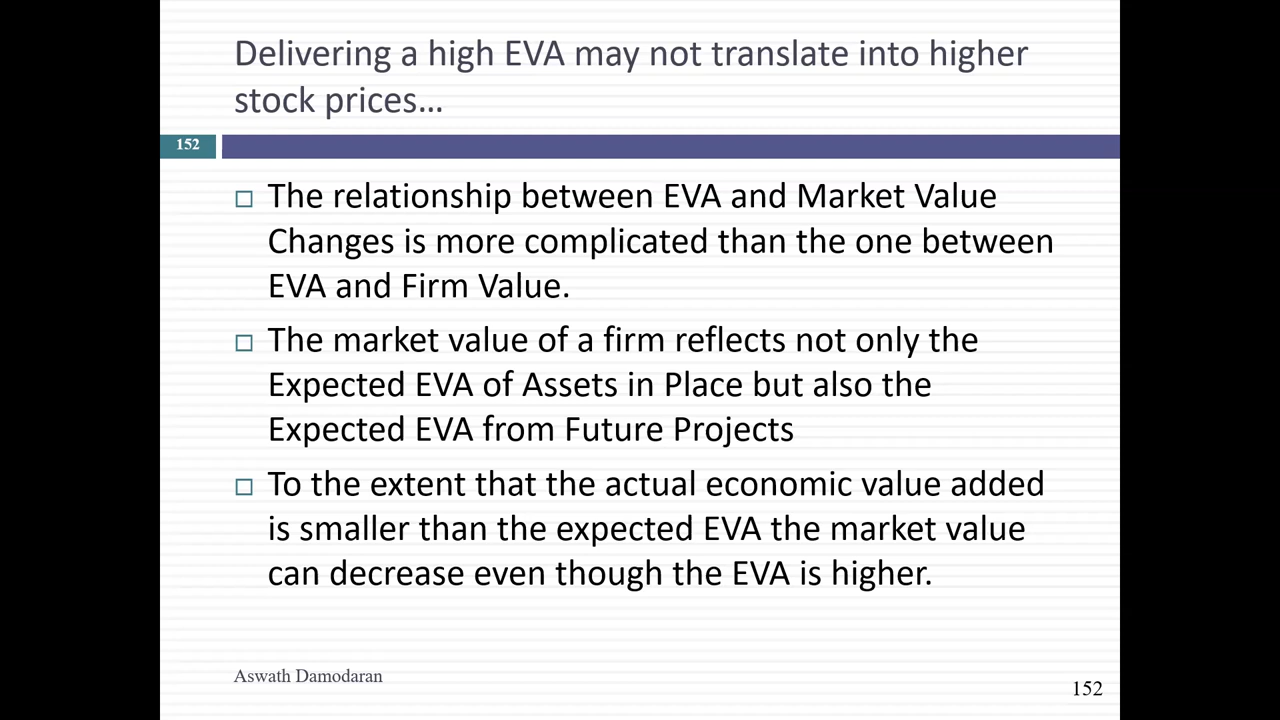 Delivering a high EVA may not translate into higher
stock prices…
152
The relationship between EVA and Market Value
Changes is more complicated than the one between
EVA and Firm Value.
The market value of a firm reflects not only the
Expected EVA of Assets in Place but also the
Expected EVA from Future Projects
To the extent that the actual economic value added
is smaller than the expected EVA the market value
can decrease even though the EVA is higher.
Aswath Damodaran
152